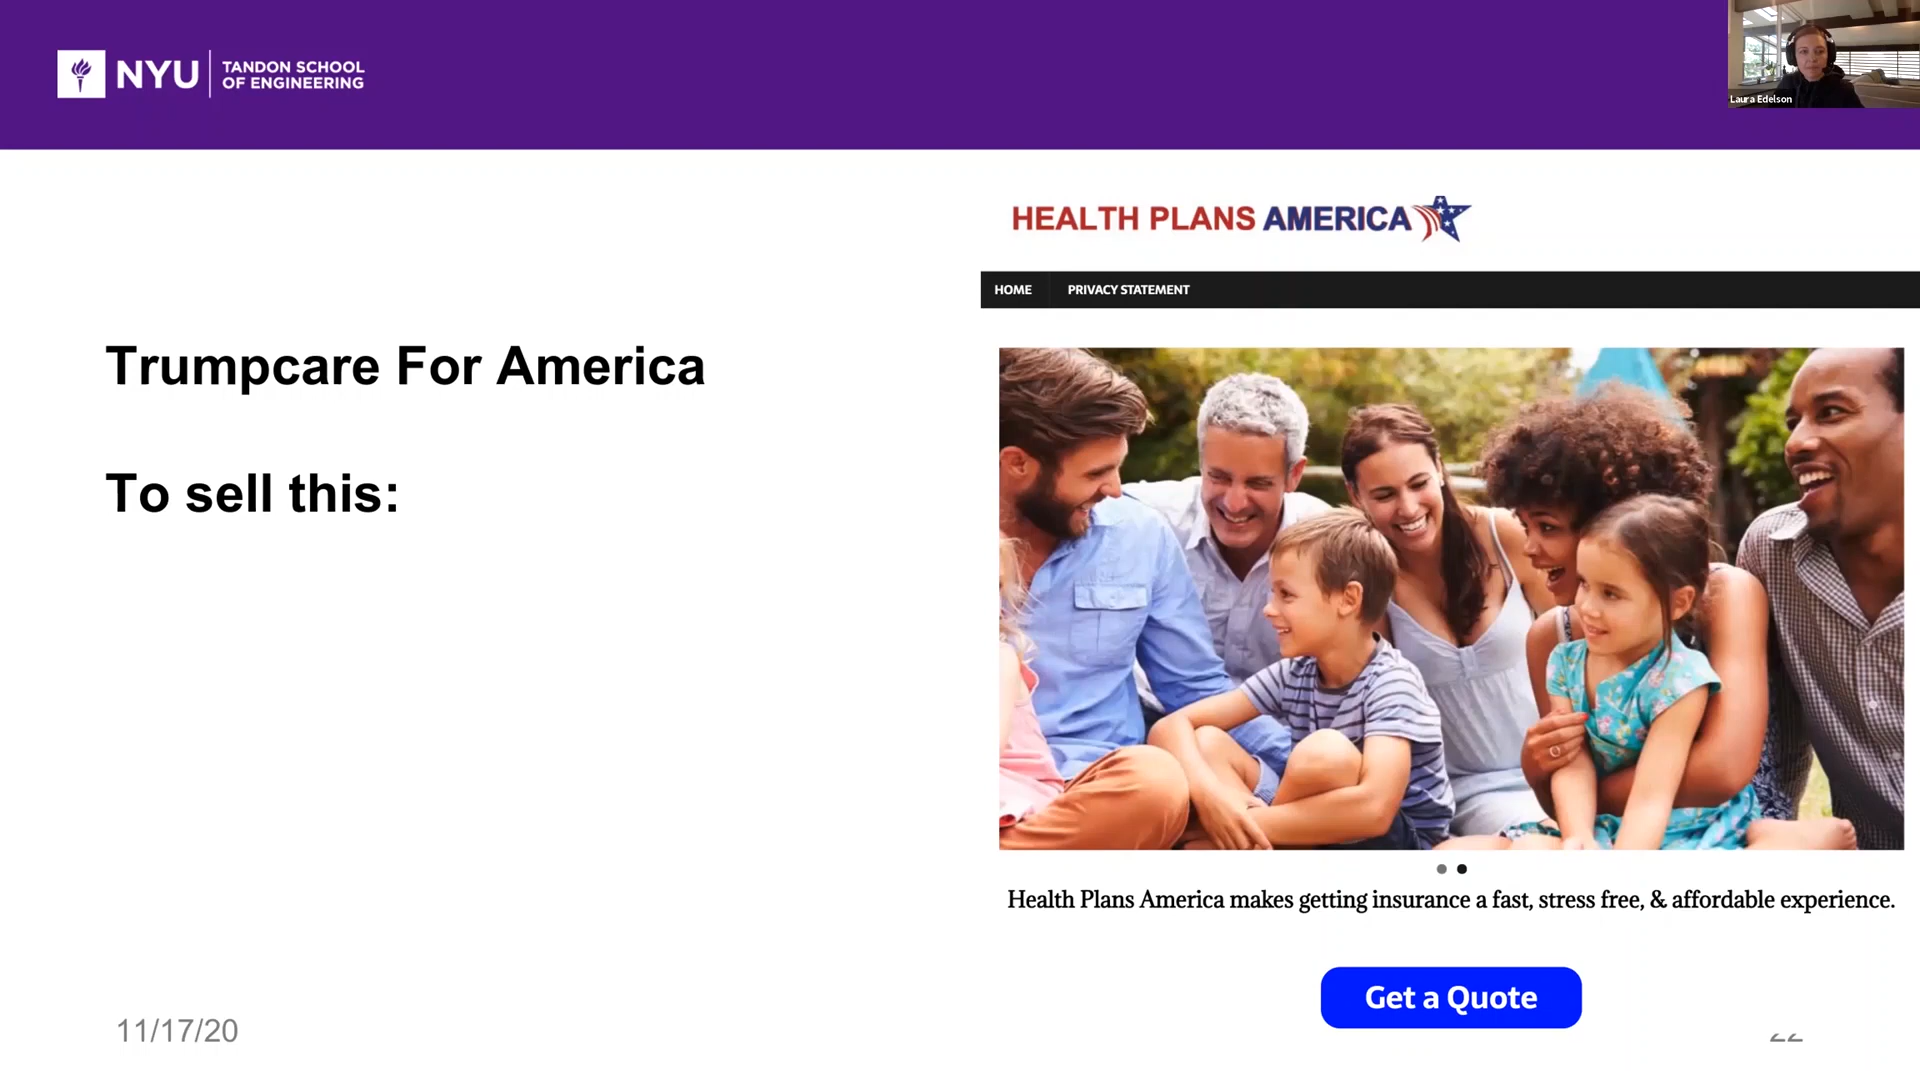 NYU
TANDON SCHOOL
OF ENGINEERING
Laura Edelson
HEALTH PLANS AMERICA
HOME PRIVACY STATEMENT
Trumpcare For America
To sell this:
Health Plans America makes getting insurance a fast, stress free, & affordable experience.
Get a Quote
11/17/20